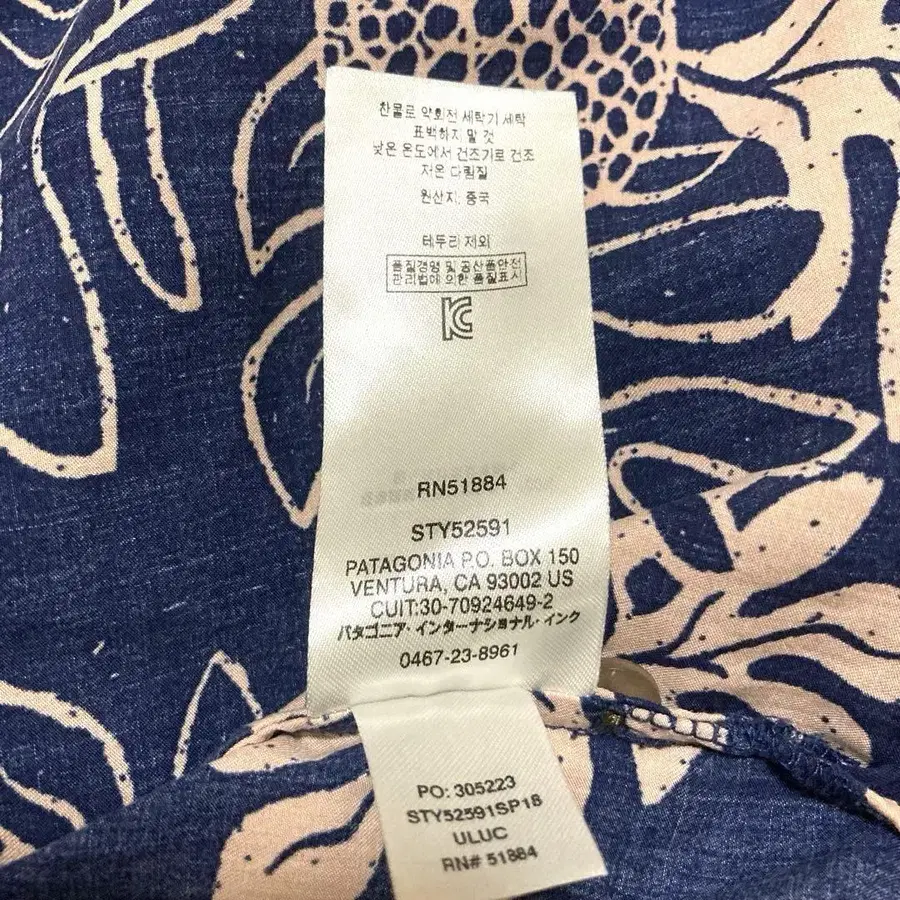 찬물로 약회전 세탁기 세탁
표백하지 말 것
낮은 온도에서 건조기로 건조
저온 다림질
원산지: 중국
테두리 제외
품질경영 및 공산품안전
관리법에 의한 품질표시
RN51884
STY52591
PATAGONIA P.O. BOX 150
VENTURA, CA 93002 US
CUIT:30-70924649-2
パタゴニア・インターナショナル・インク
0467-23-8961
PO: 305223
STY52591SP18
ULUC
RN# 51884